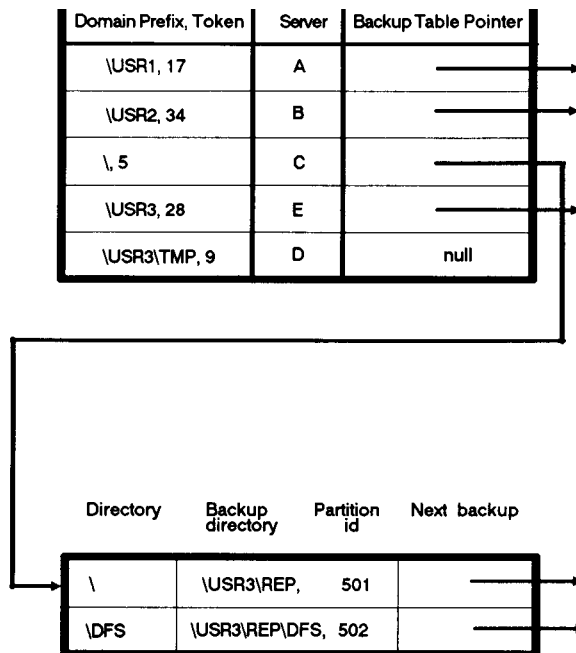 Domain Prefix, Token Server Backup Table Pointer
\USR1, 17 A
\USR2, 34 B
\, 5 C
\USR3, 28 E
\USR3\TMP, 9 D null
Directory Backup directory Partition id Next backup
\ \USR3\REP, 501
\DFS \USR3\REP\DFS, 502